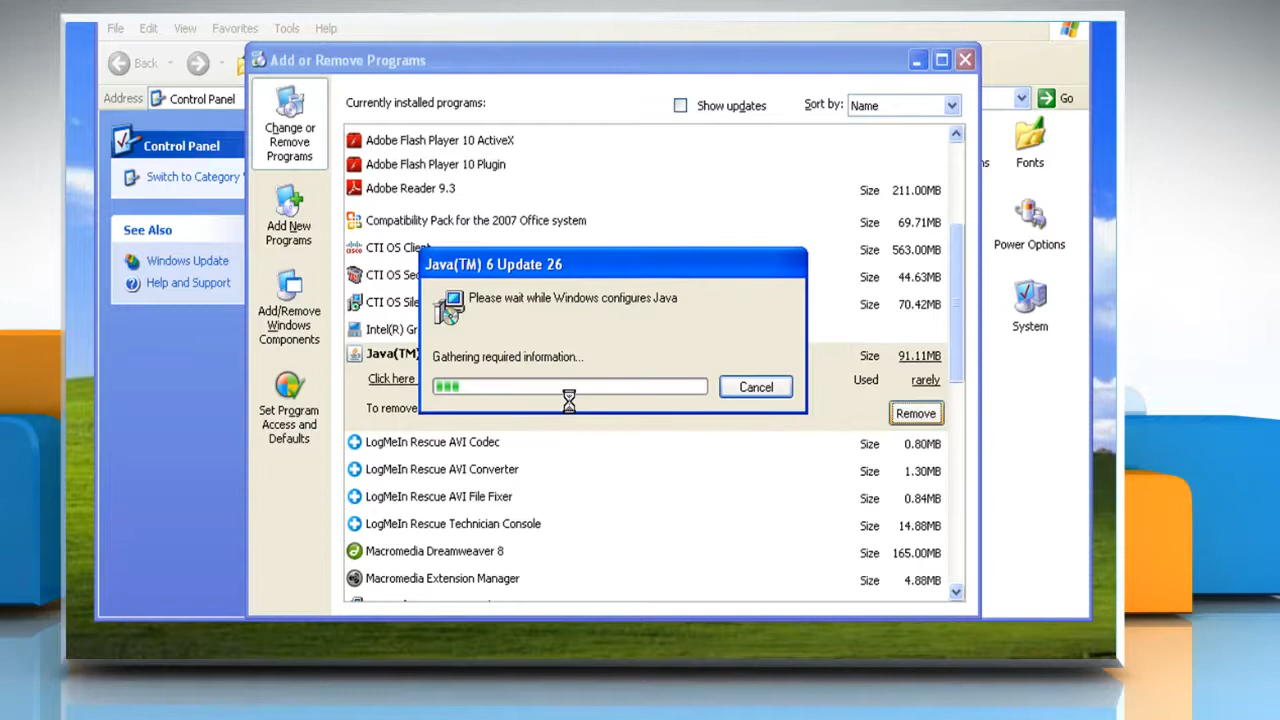 File Edit View Favorites Tools Help
Back
Address Control Panel Go
Control Panel
Switch to Category
See Also
Windows Update
Help and Support
Fonts
Power Options
System
Add or Remove Programs
Change or
Remove
Programs
Add New
Programs
Add/Remove
Windows
Components
Set Program
Access and
Defaults
Currently installed programs: Show updates Sort by: Name
Adobe Flash Player 10 ActiveX
Adobe Flash Player 10 Plugin
Adobe Reader 9.3 Size 211.00MB
Compatibility Pack for the 2007 Office system Size 69.71MB
CTI OS Client Size 563.00MB
CTI OS Sec Size 44.63MB
CTI OS Sile Size 70.42MB
Intel(R) Gr
Java(TM) Size 91.11MB
Click here Used rarely
To remove Remove
LogMeIn Rescue AVI Codec Size 0.80MB
LogMeIn Rescue AVI Converter Size 1.30MB
LogMeIn Rescue AVI File Fixer Size 0.84MB
LogMeIn Rescue Technician Console Size 14.88MB
Macromedia Dreamweaver 8 Size 165.00MB
Macromedia Extension Manager Size 4.88MB
Java(TM) 6 Update 26
Please wait while Windows configures Java
Gathering required information...
Cancel